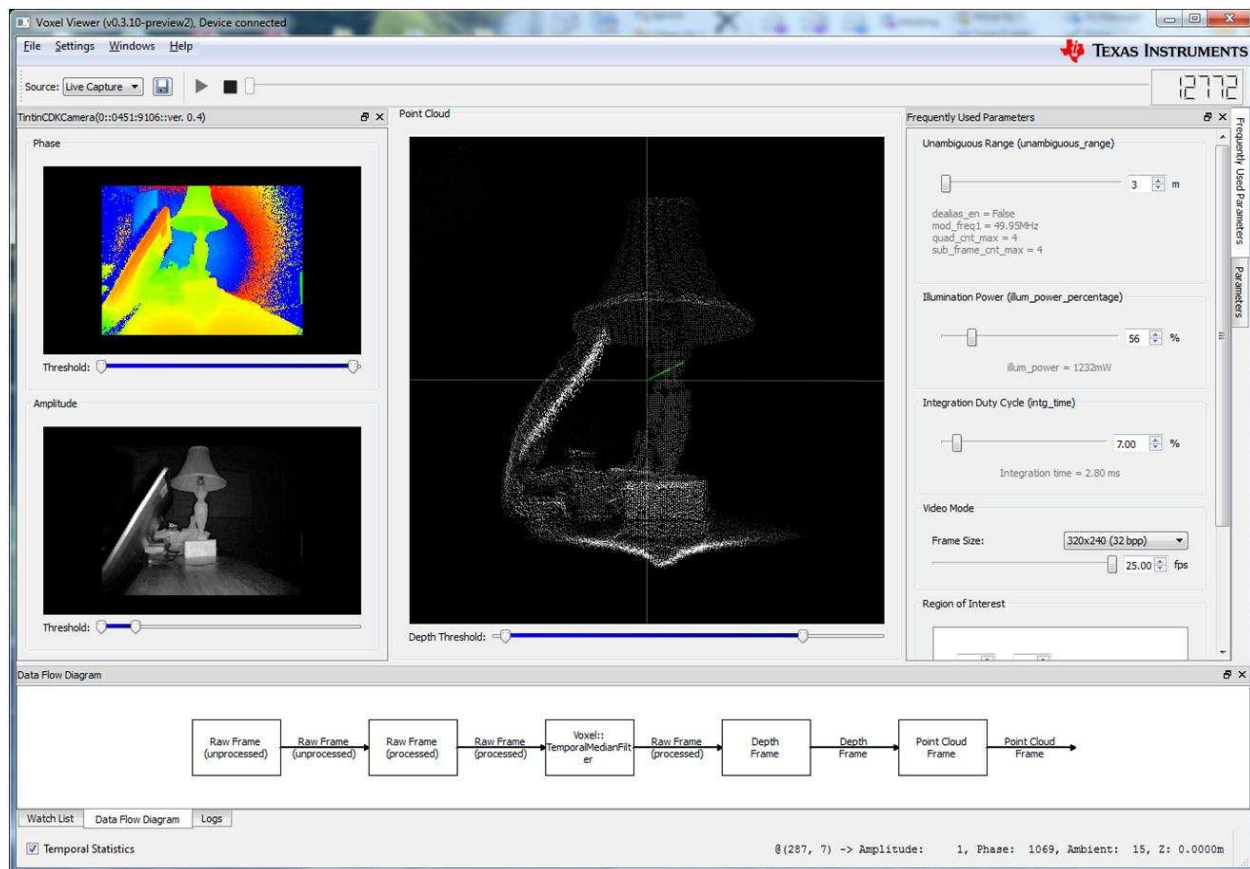 Voxel Viewer (v0.3.10-preview2), Device connected
File Settings Windows Help
TEXAS INSTRUMENTS
Source: Live Capture
12772
TintinCDKCamera(0::0451:9106::ver. 0.4)
Phase
Threshold:
Amplitude
Threshold:
Point Cloud
Depth Threshold:
Frequently Used Parameters
Unambiguous Range (unambiguous_range)
3 m
dealias_en = False
mod_freq1 = 49.95MHz
quad_cnt_max = 4
sub_frame_cnt_max = 4
Illumination Power (illum_power_percentage)
56 %
illum_power = 1232mW
Integration Duty Cycle (intg_time)
7.00 %
Integration time = 2.80 ms
Video Mode
Frame Size: 320x240 (32 bpp)
25.00 fps
Region of Interest
Frequently Used Parameters
Parameters
Data Flow Diagram
Raw Frame
(unprocessed)
Raw Frame
(unprocessed)
Raw Frame
(processed)
Raw Frame
(processed)
Voxel::
TemporalMedianFilt
er
Raw Frame
(processed)
Depth
Frame
Depth
Frame
Point Cloud
Frame
Point Cloud
Frame
Watch List Data Flow Diagram Logs
Temporal Statistics
@(287, 7) -> Amplitude: 1, Phase: 1069, Ambient: 15, Z: 0.0000m